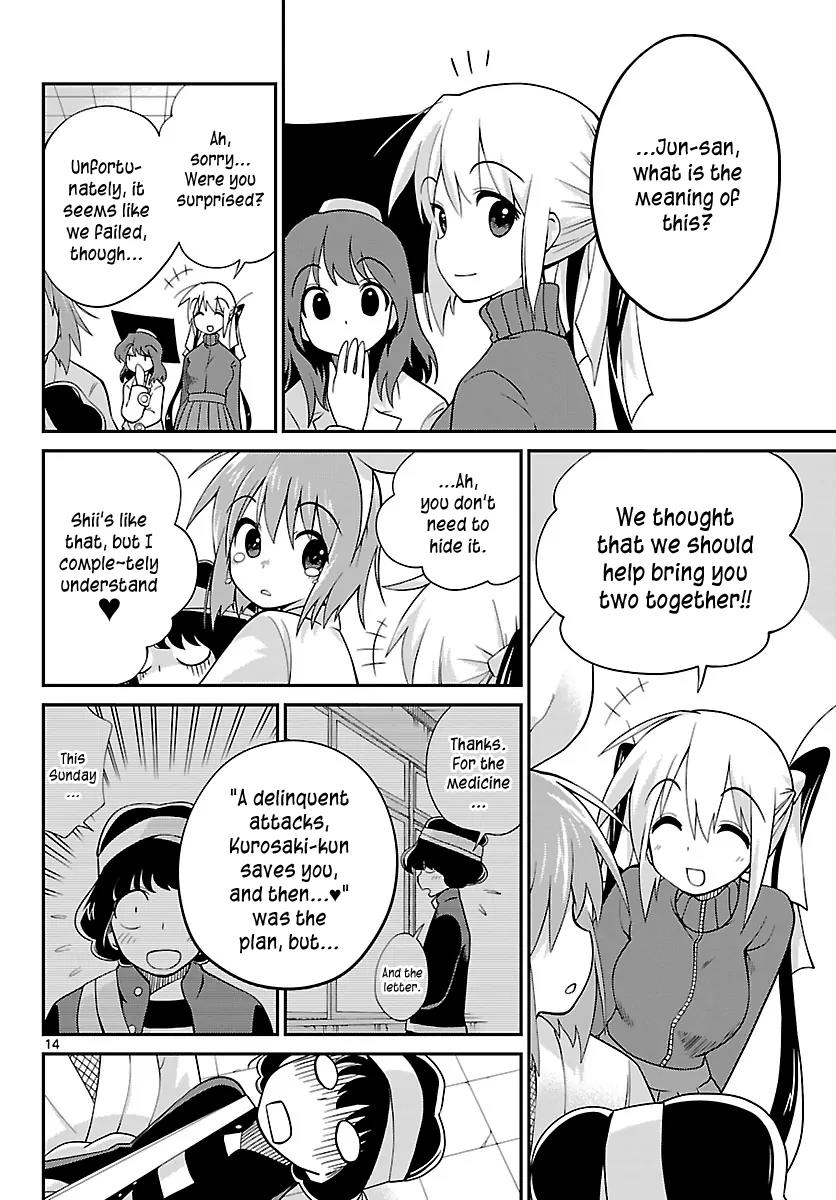 ...Jun-san,
what is the
meaning of
this?
Ah,
sorry...
Were you
surprised?
Unfortu-
nately, it
seems like
we failed,
though...
We thought
that we should
help bring you
two together!!
...Ah,
you don't
need to
hide it.
Shii's like
that, but I
comple~tely
understand
♥
Thanks.
For the
medicine
...
And the
letter.
"A delinquent
attacks,
Kurosaki-kun
saves you,
and then...♥"
was the
plan, but...
This
Sunday
...
14